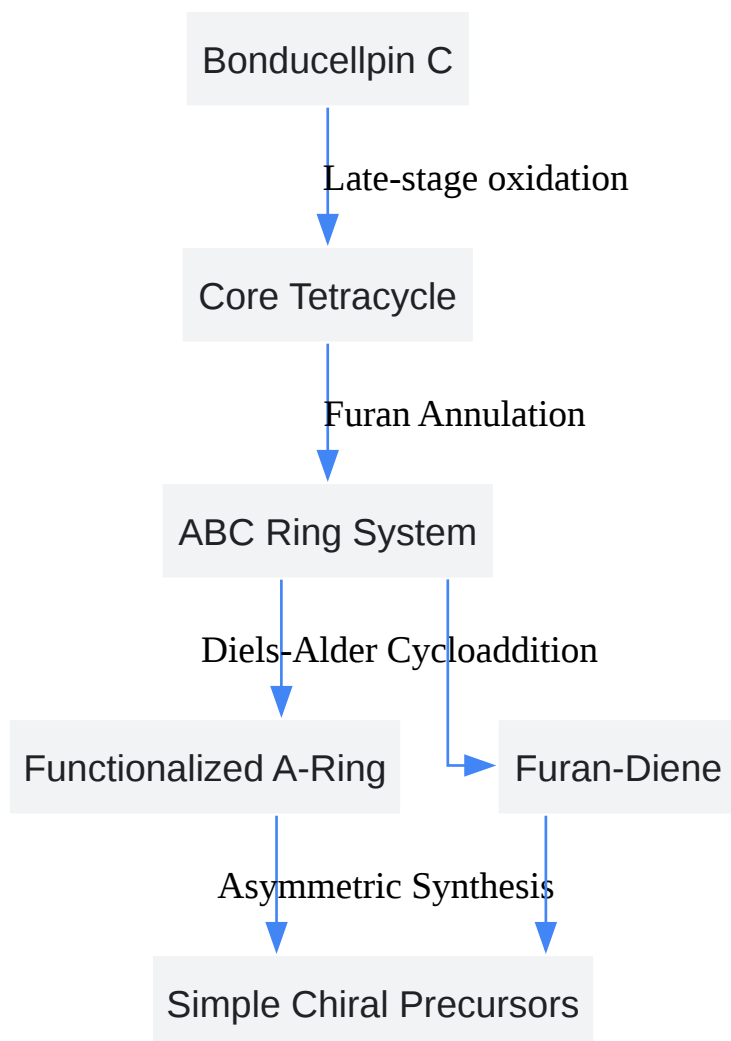 Bonducellpin C
Late-stage oxidation
Core Tetracycle
Furan Annulation
ABC Ring System
Diels-Alder Cycloaddition
Functionalized A-Ring
Furan-Diene
Asymmetric Synthesis
Simple Chiral Precursors